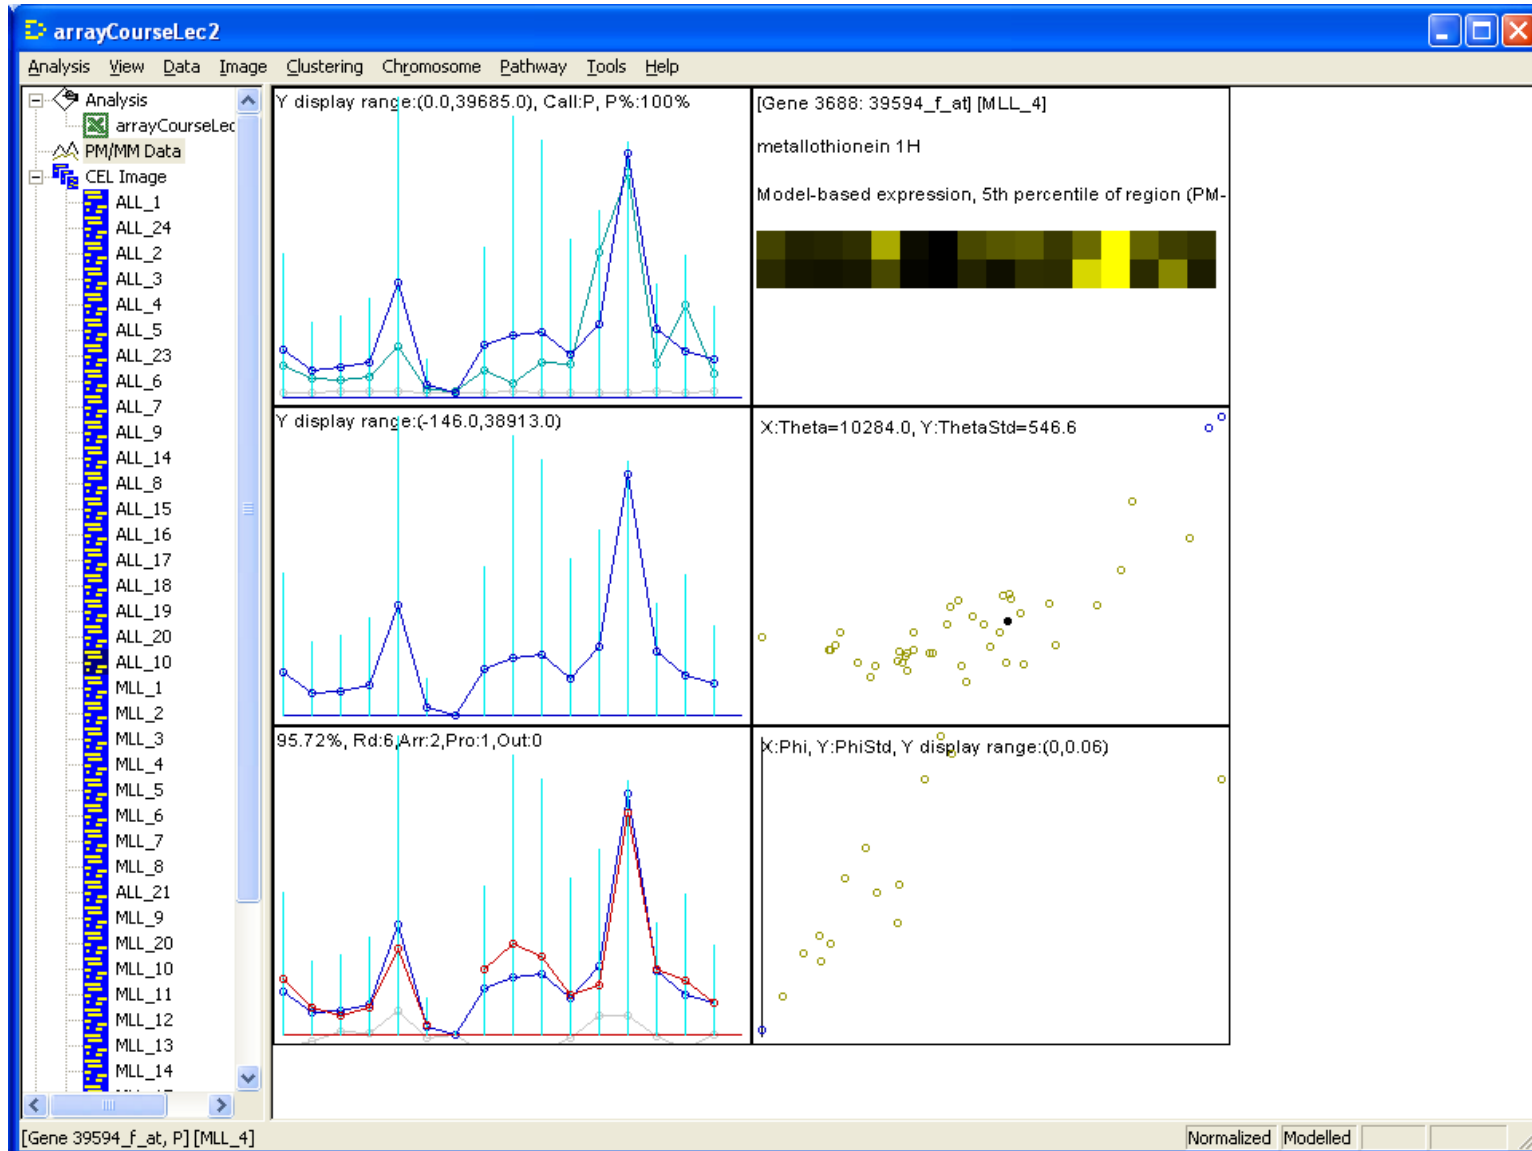 arrayCourseLec2
Analysis View Data Image Clustering Chromosome Pathway Tools Help
Analysis
arrayCourseLec
PM/MM Data
CEL Image
ALL_1
ALL_24
ALL_2
ALL_3
ALL_4
ALL_5
ALL_23
ALL_6
ALL_7
ALL_9
ALL_14
ALL_8
ALL_15
ALL_16
ALL_17
ALL_18
ALL_19
ALL_20
ALL_10
MLL_1
MLL_2
MLL_3
MLL_4
MLL_5
MLL_6
MLL_7
MLL_8
ALL_21
MLL_9
MLL_20
MLL_10
MLL_11
MLL_12
MLL_13
MLL_14
Y display range:(0.0,39685.0), Call:P, P%:100%
[Gene 3688: 39594_f_at] [MLL_4]
metallothionein 1H
Model-based expression, 5th percentile of region (PM-
Y display range:(-146.0,38913.0)
X:Theta=10284.0, Y:ThetaStd=546.6
95.72%, Rd:6,Arr:2,Pro:1,Out:0
X:Phi, Y:PhiStd, Y display range:(0,0.06)
[Gene 39594_f_at, P] [MLL_4]
Normalized Modelled